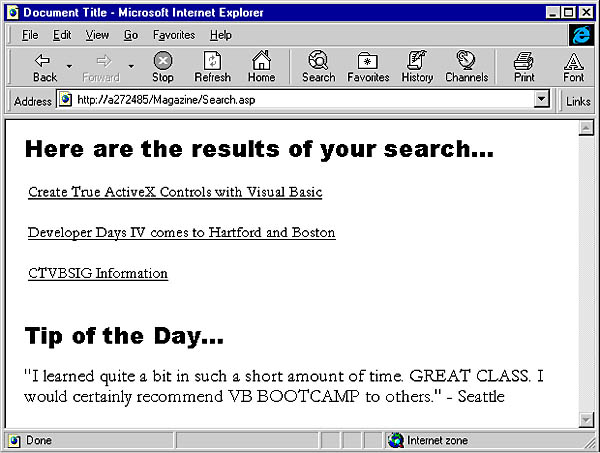 Document Title - Microsoft Internet Explorer
File Edit View Go Favorites Help
Back Forward Stop Refresh Home Search Favorites History Channels Print Font
Address http://a272485/Magazine/Search.asp Links
Here are the results of your search...
Create True ActiveX Controls with Visual Basic
Developer Days IV comes to Hartford and Boston
CTVBSIG Information
Tip of the Day...
"I learned quite a bit in such a short amount of time. GREAT CLASS. I
would certainly recommend VB BOOTCAMP to others." - Seattle
Done Internet zone